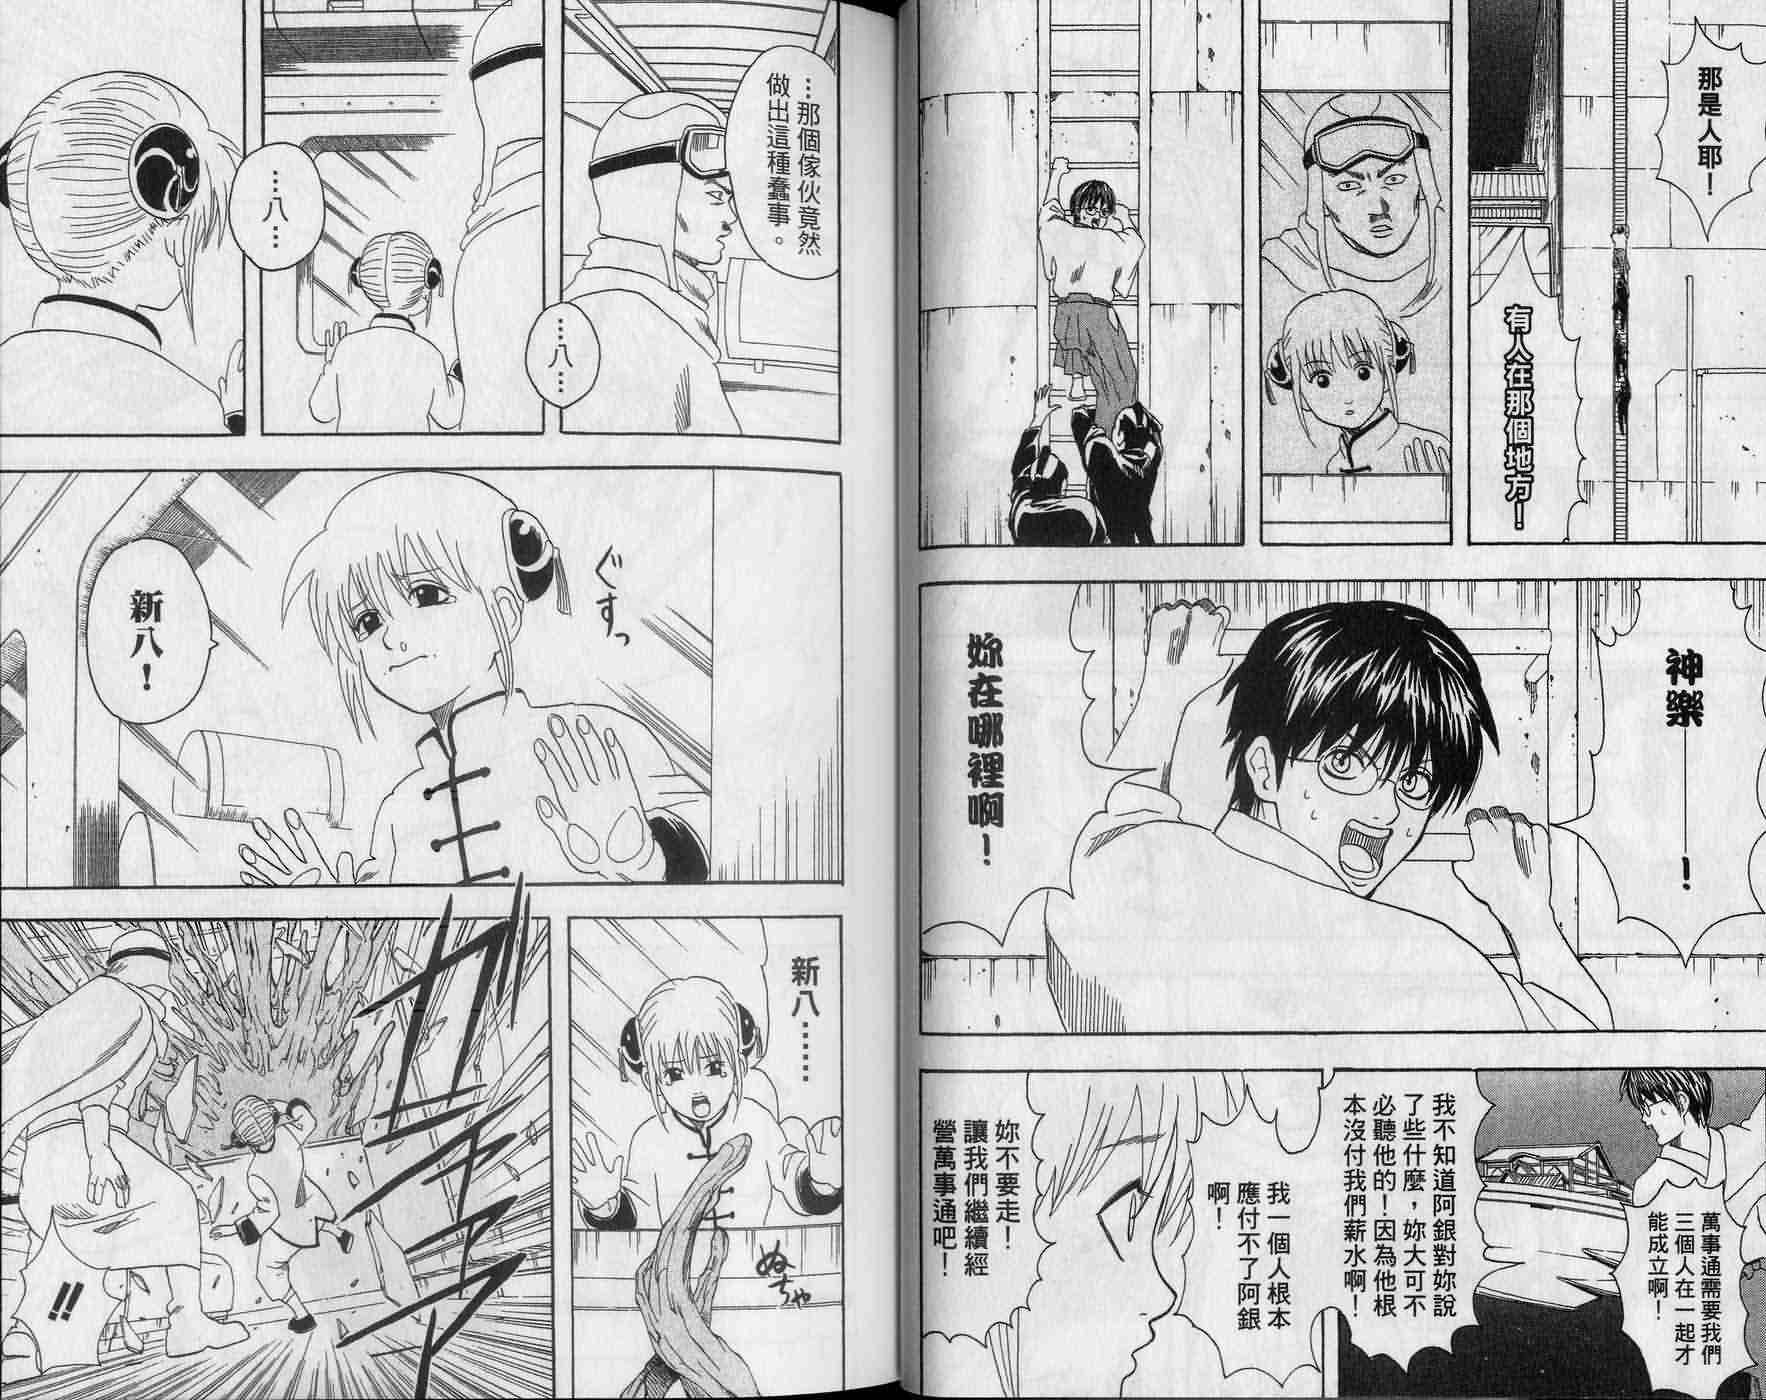 那是人耶！
有人在那個地方！
神樂——！
妳在哪裡啊！
萬事通需要我們
三個人在一起才
能成立啊！
我不知道阿銀對妳說
了些什麼，妳大可不
必聽他的！因為他根
本沒付我們薪水啊！
我一個人根本
應付不了阿銀
啊！
妳不要走！
讓我們繼續經
營萬事通吧！
…那個傢伙竟然
做出這種蠢事。
…八…
…八…
新八！
ぐすっ
新八……
ぬちゃ
ガシャァ
!!